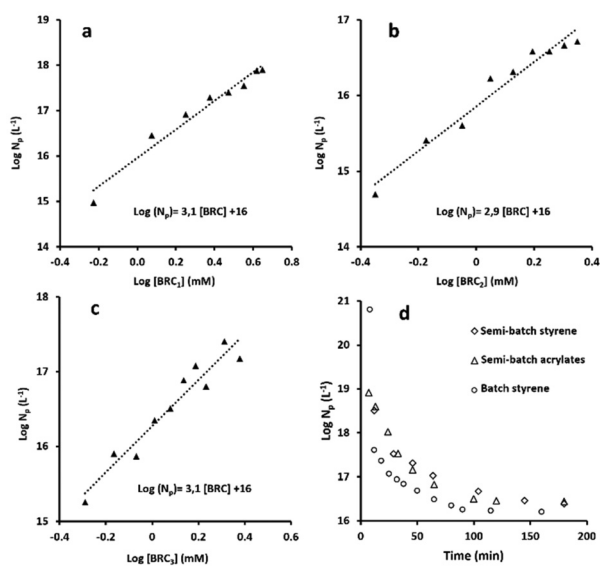 a
19
18
17
16
15
14
Log Nₚ (L⁻¹)
-0.4 -0.2 0.0 0.2 0.4 0.6 0.8
Log [BRC₁] (mM)
Log (Nₚ)= 3,1 [BRC] +16
b
17
16
15
14
Log Nₚ (L⁻¹)
-0.4 -0.2 0 0.2 0.4
Log [BRC₂] (mM)
Log (Nₚ)= 2,9 [BRC] +16
c
18
17
16
15
Log Nₚ (L⁻¹)
-0.4 -0.2 0.0 0.2 0.4 0.6
Log [BRC₃] (mM)
Log (Nₚ)= 3,1 [BRC] +16
d
21
20
19
18
17
16
Log Nₚ (L⁻¹)
Semi-batch styrene
Semi-batch acrylates
Batch styrene
0 50 100 150 200
Time (min)